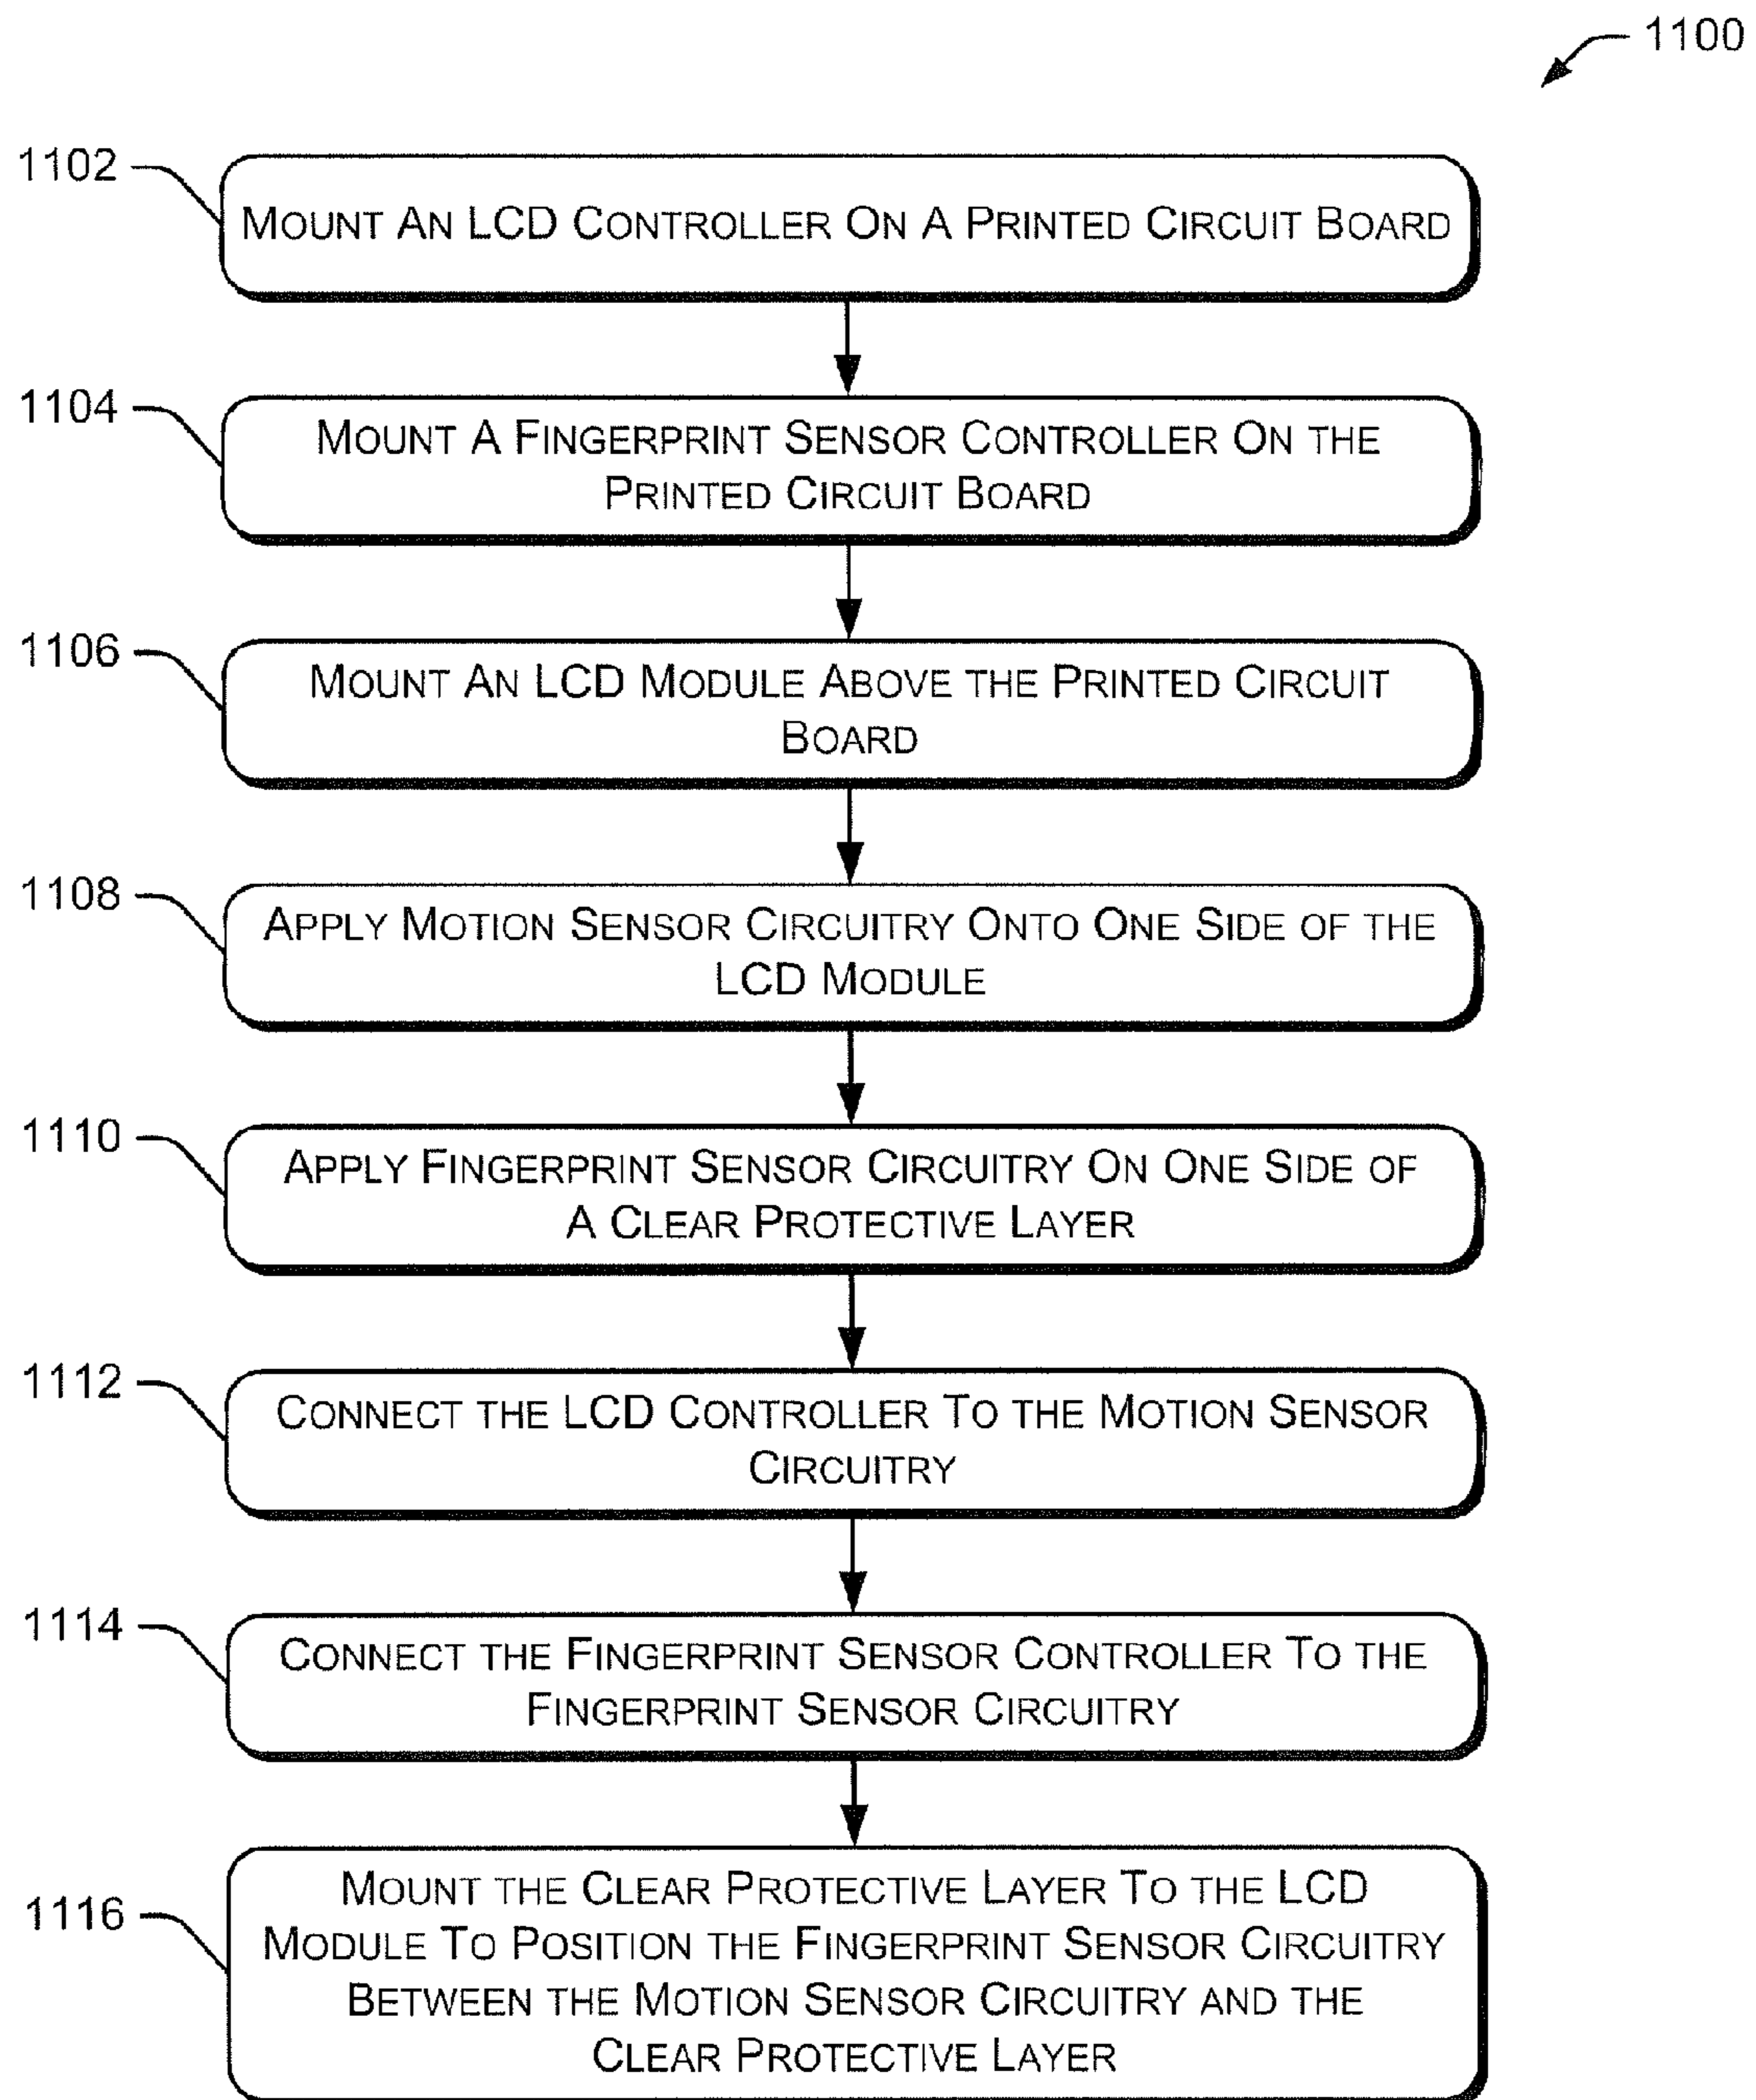 1100
1102
MOUNT AN LCD CONTROLLER ON A PRINTED CIRCUIT BOARD
1104
MOUNT A FINGERPRINT SENSOR CONTROLLER ON THE
PRINTED CIRCUIT BOARD
1106
MOUNT AN LCD MODULE ABOVE THE PRINTED CIRCUIT
BOARD
1108
APPLY MOTION SENSOR CIRCUITRY ONTO ONE SIDE OF THE
LCD MODULE
1110
APPLY FINGERPRINT SENSOR CIRCUITRY ON ONE SIDE OF
A CLEAR PROTECTIVE LAYER
1112
CONNECT THE LCD CONTROLLER TO THE MOTION SENSOR
CIRCUITRY
1114
CONNECT THE FINGERPRINT SENSOR CONTROLLER TO THE
FINGERPRINT SENSOR CIRCUITRY
1116
MOUNT THE CLEAR PROTECTIVE LAYER TO THE LCD
MODULE TO POSITION THE FINGERPRINT SENSOR CIRCUITRY
BETWEEN THE MOTION SENSOR CIRCUITRY AND THE
CLEAR PROTECTIVE LAYER